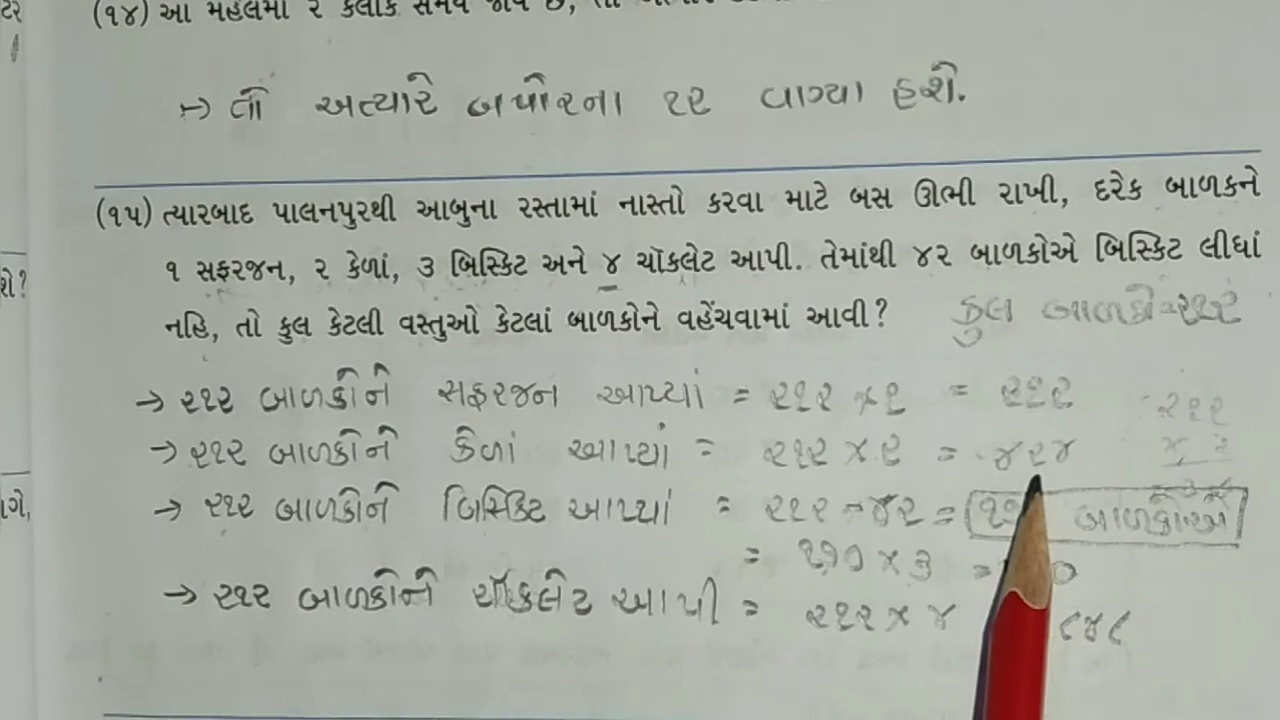 (૧૪) આ મહેલમાં ૨ કલાક સમય જાય છે, તો
→ તો અત્યારે બપોરના ૧૨ વાગ્યા હશે.
(૧૫) ત્યારબાદ પાલનપુરથી આબુના રસ્તામાં નાસ્તો કરવા માટે બસ ઊભી રાખી, દરેક બાળકને
૧ સફરજન, ૨ કેળાં, ૩ બિસ્કિટ અને ૪ ચૉકલેટ આપી. તેમાંથી ૪૨ બાળકોએ બિસ્કિટ લીધાં
નહિ, તો કુલ કેટલી વસ્તુઓ કેટલાં બાળકોને વહેંચવામાં આવી?
કુલ બાળકો=૨૧૨
→ ૨૧૨ બાળકોને સફરજન આપ્યાં = ૨૧૨ × ૧ = ૨૧૨
→ ૨૧૨ બાળકોને કેળાં આપ્યાં = ૨૧૨ × ૨ = ૪૨૪
૨૧૨
× ૨
→ ૨૧૨ બાળકોને બિસ્કિટ આપ્યાં = ૨૧૨ - ૪૨ = બાળકોએ
= ૧૭૦ × ૩ =
→ ૨૧૨ બાળકોને ચૉકલેટ આપી = ૨૧૨ × ૪ ૮૪૮
શે?
ાગે,